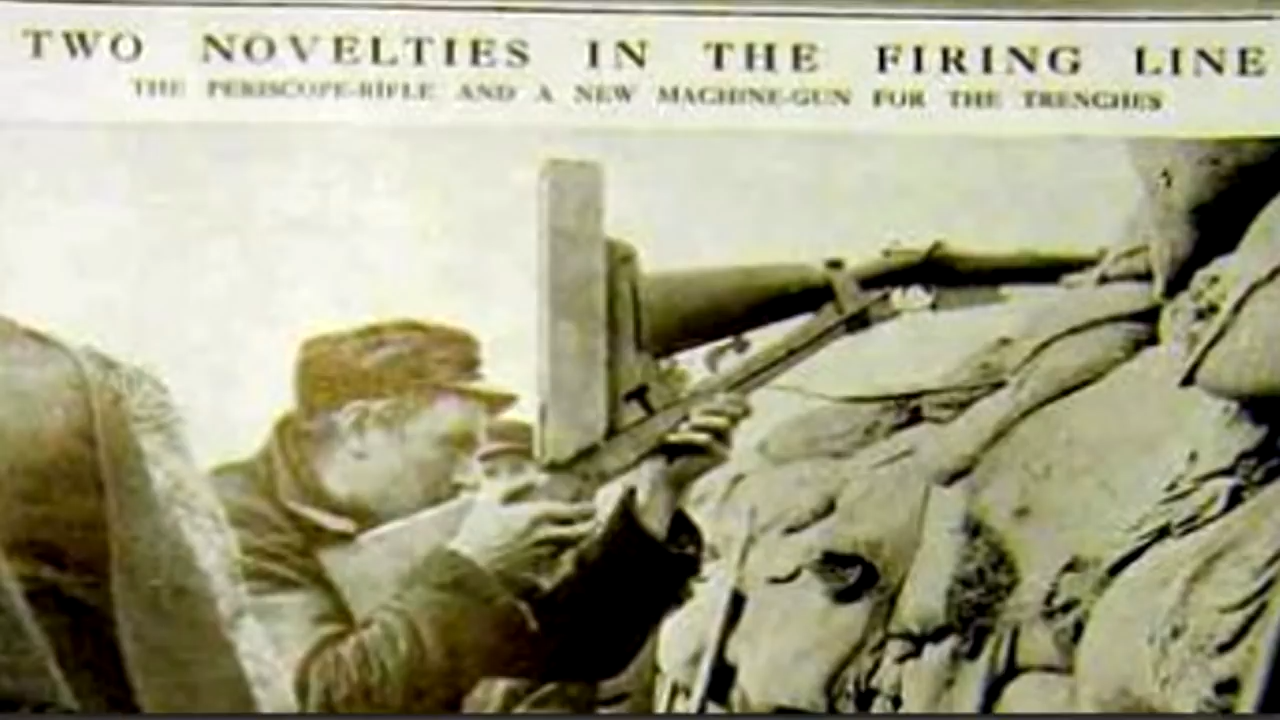 TWO NOVELTIES IN THE FIRING LINE
THE PERISCOPE-RIFLE AND A NEW MACHINE-GUN FOR THE TRENCHES